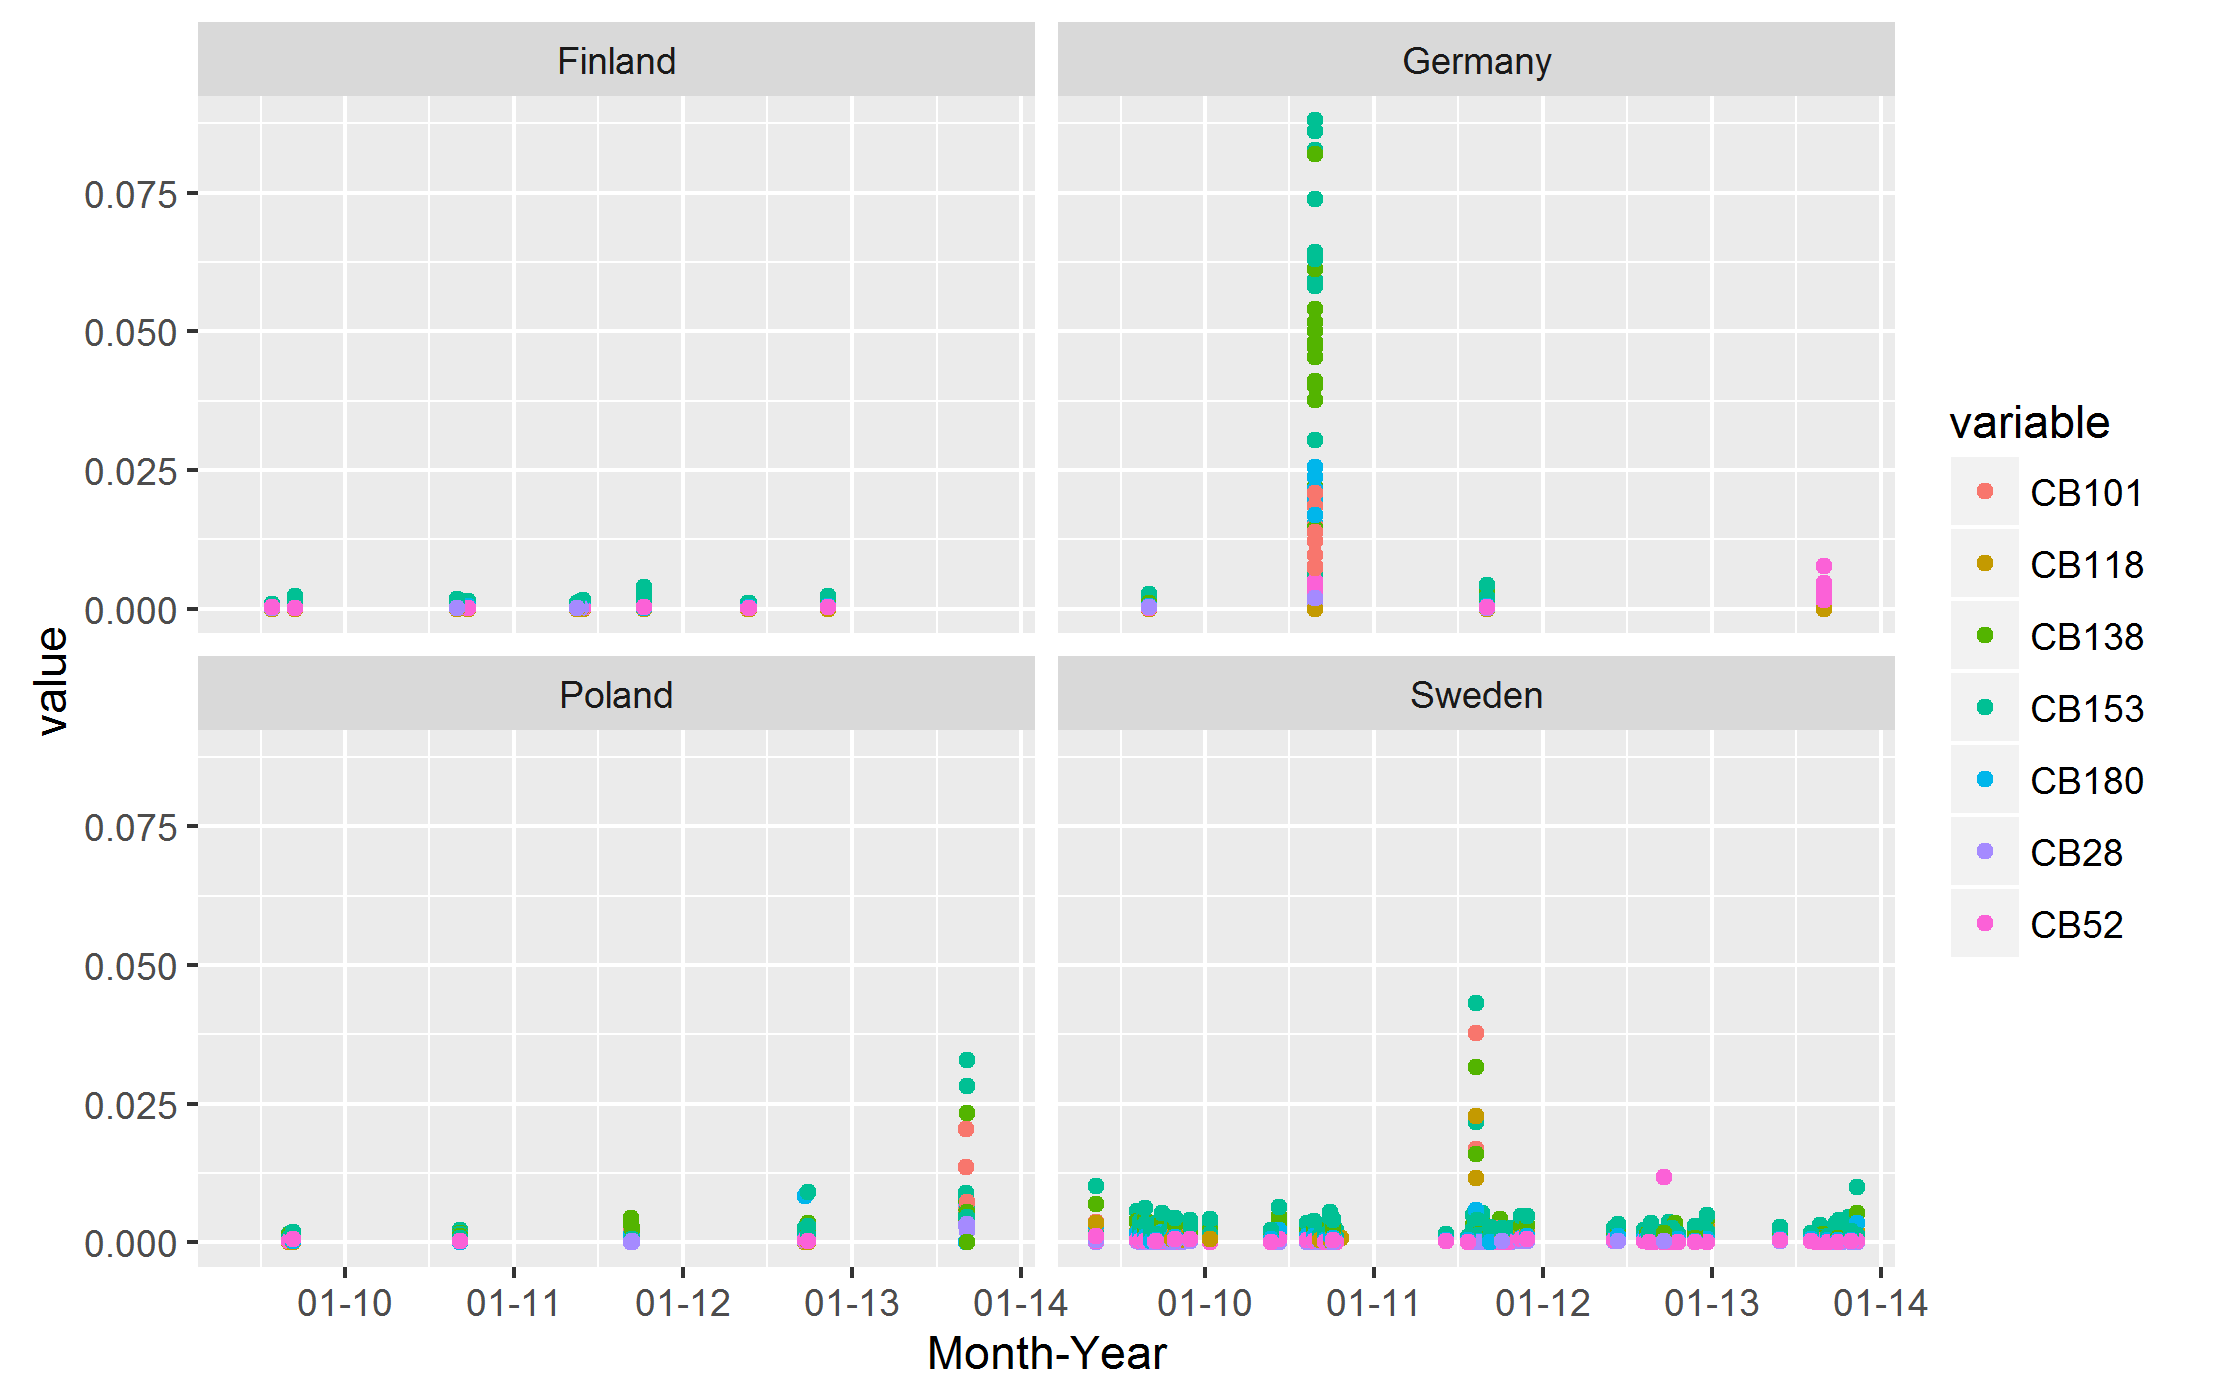 Finland
Germany
0.075
0.050
0.025
0.000
Poland
Sweden
0.075
0.050
0.025
0.000
01-10 01-11 01-12 01-13 01-14 01-10 01-11 01-12 01-13 01-14
Month-Year
value
variable
CB101
CB118
CB138
CB153
CB180
CB28
CB52